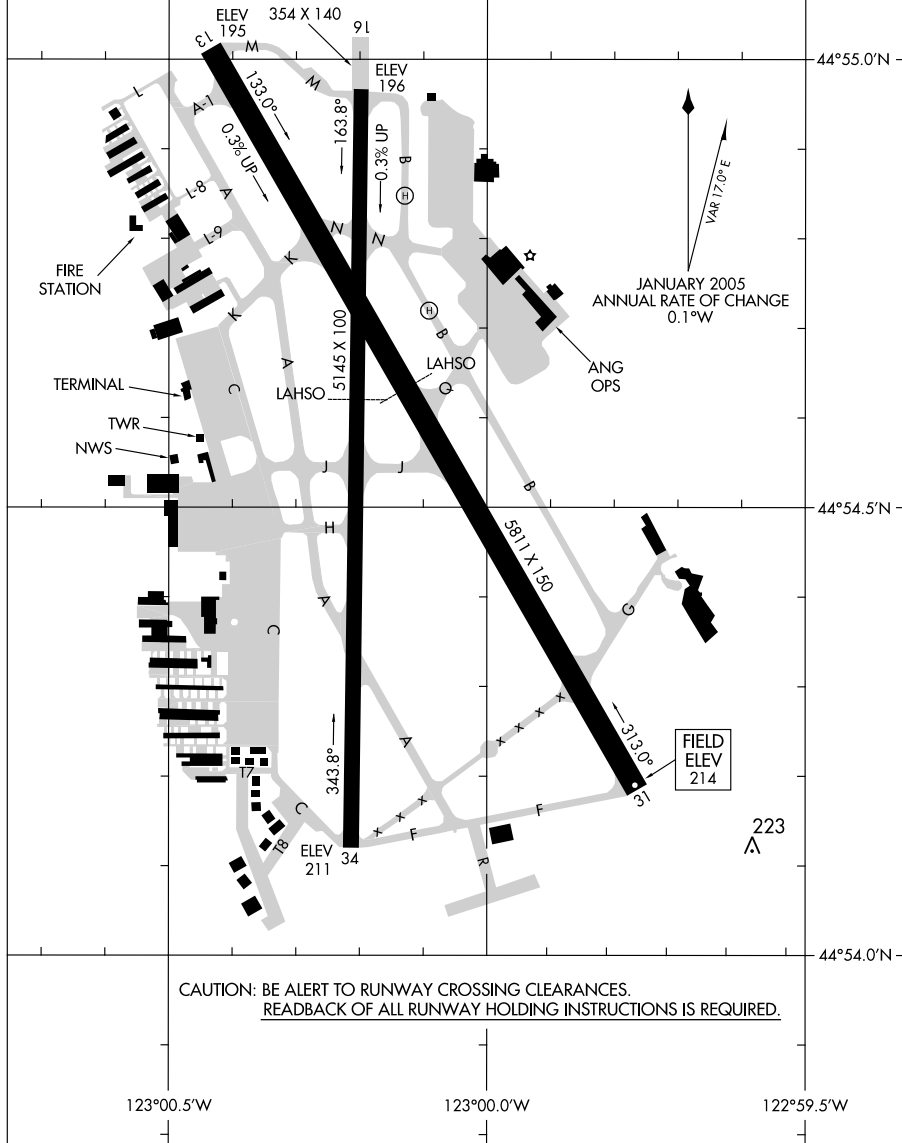 ELEV
195
354 X 140
16
13
M
44°55.0'N
ELEV
196
L
M
133.0°
A-1
163.8°
0.3% UP
0.3% UP
B
VAR 17.0° E
H
L-8
A
L-9
N
N
K
FIRE
STATION
JANUARY 2005
ANNUAL RATE OF CHANGE
0.1°W
H
K
B
5145 X 100
A
ANG
OPS
LAHSO
TERMINAL
C
LAHSO
G
TWR
NWS
J
J
B
44°54.5'N
H
5811 X 150
A
G
C
A
343.8°
313.0°
FIELD
ELEV
214
T7
31
C
F
F
223
T8
ELEV
211
34
R
44°54.0'N
CAUTION: BE ALERT TO RUNWAY CROSSING CLEARANCES.
READBACK OF ALL RUNWAY HOLDING INSTRUCTIONS IS REQUIRED.
123°00.5'W
123°00.0'W
122°59.5'W